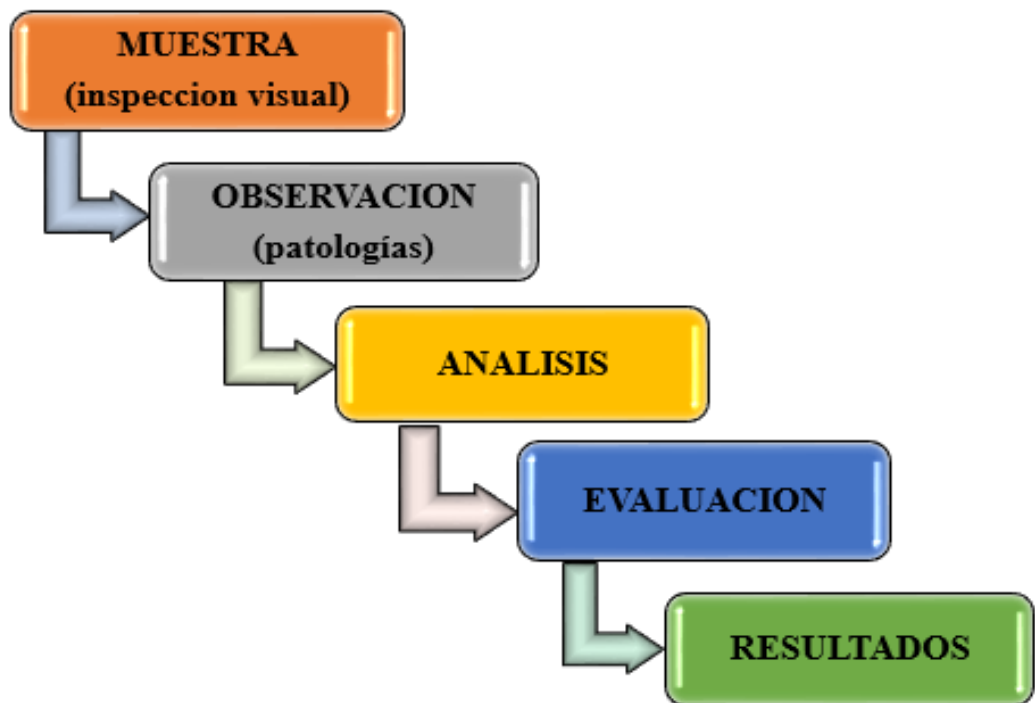 MUESTRA
(inspeccion visual)
OBSERVACION
(patologías)
ANALISIS
EVALUACION
RESULTADOS